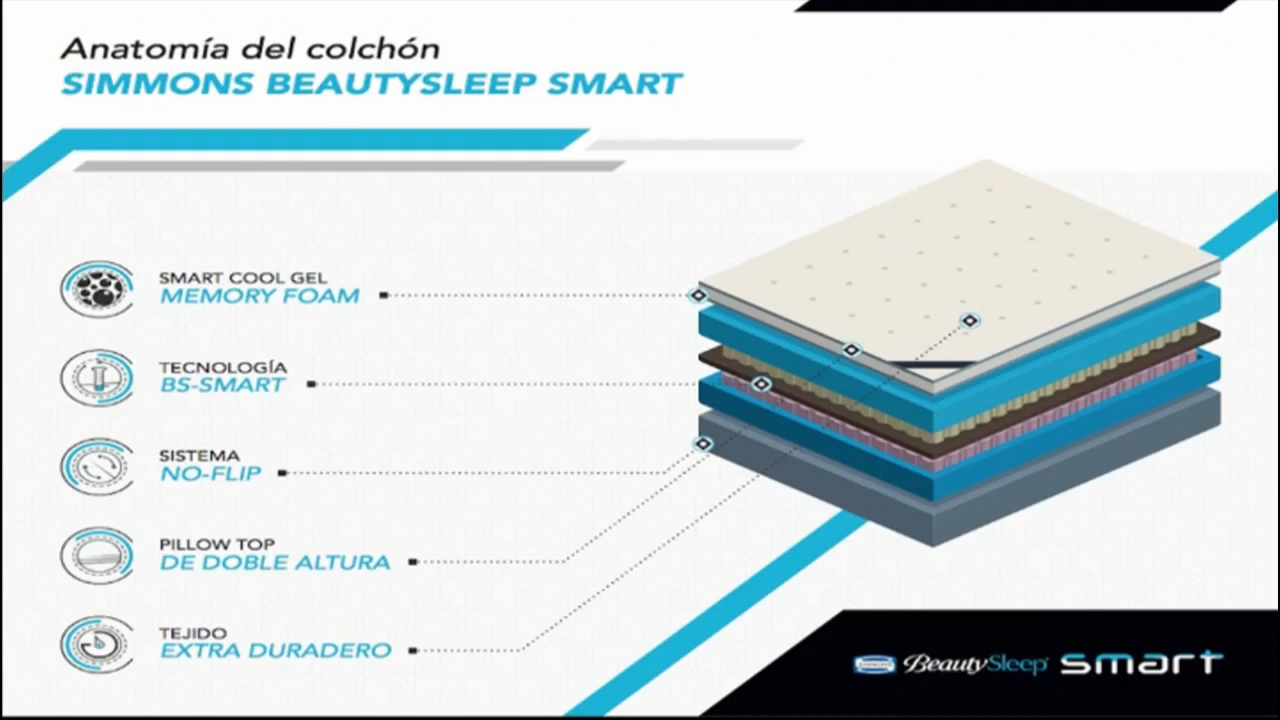 Anatomía del colchón
SIMMONS BEAUTYSLEEP SMART
SMART COOL GEL
MEMORY FOAM
TECNOLOGÍA
BS-SMART
SISTEMA
NO-FLIP
PILLOW TOP
DE DOBLE ALTURA
TEJIDO
EXTRA DURADERO
BeautySleep smart